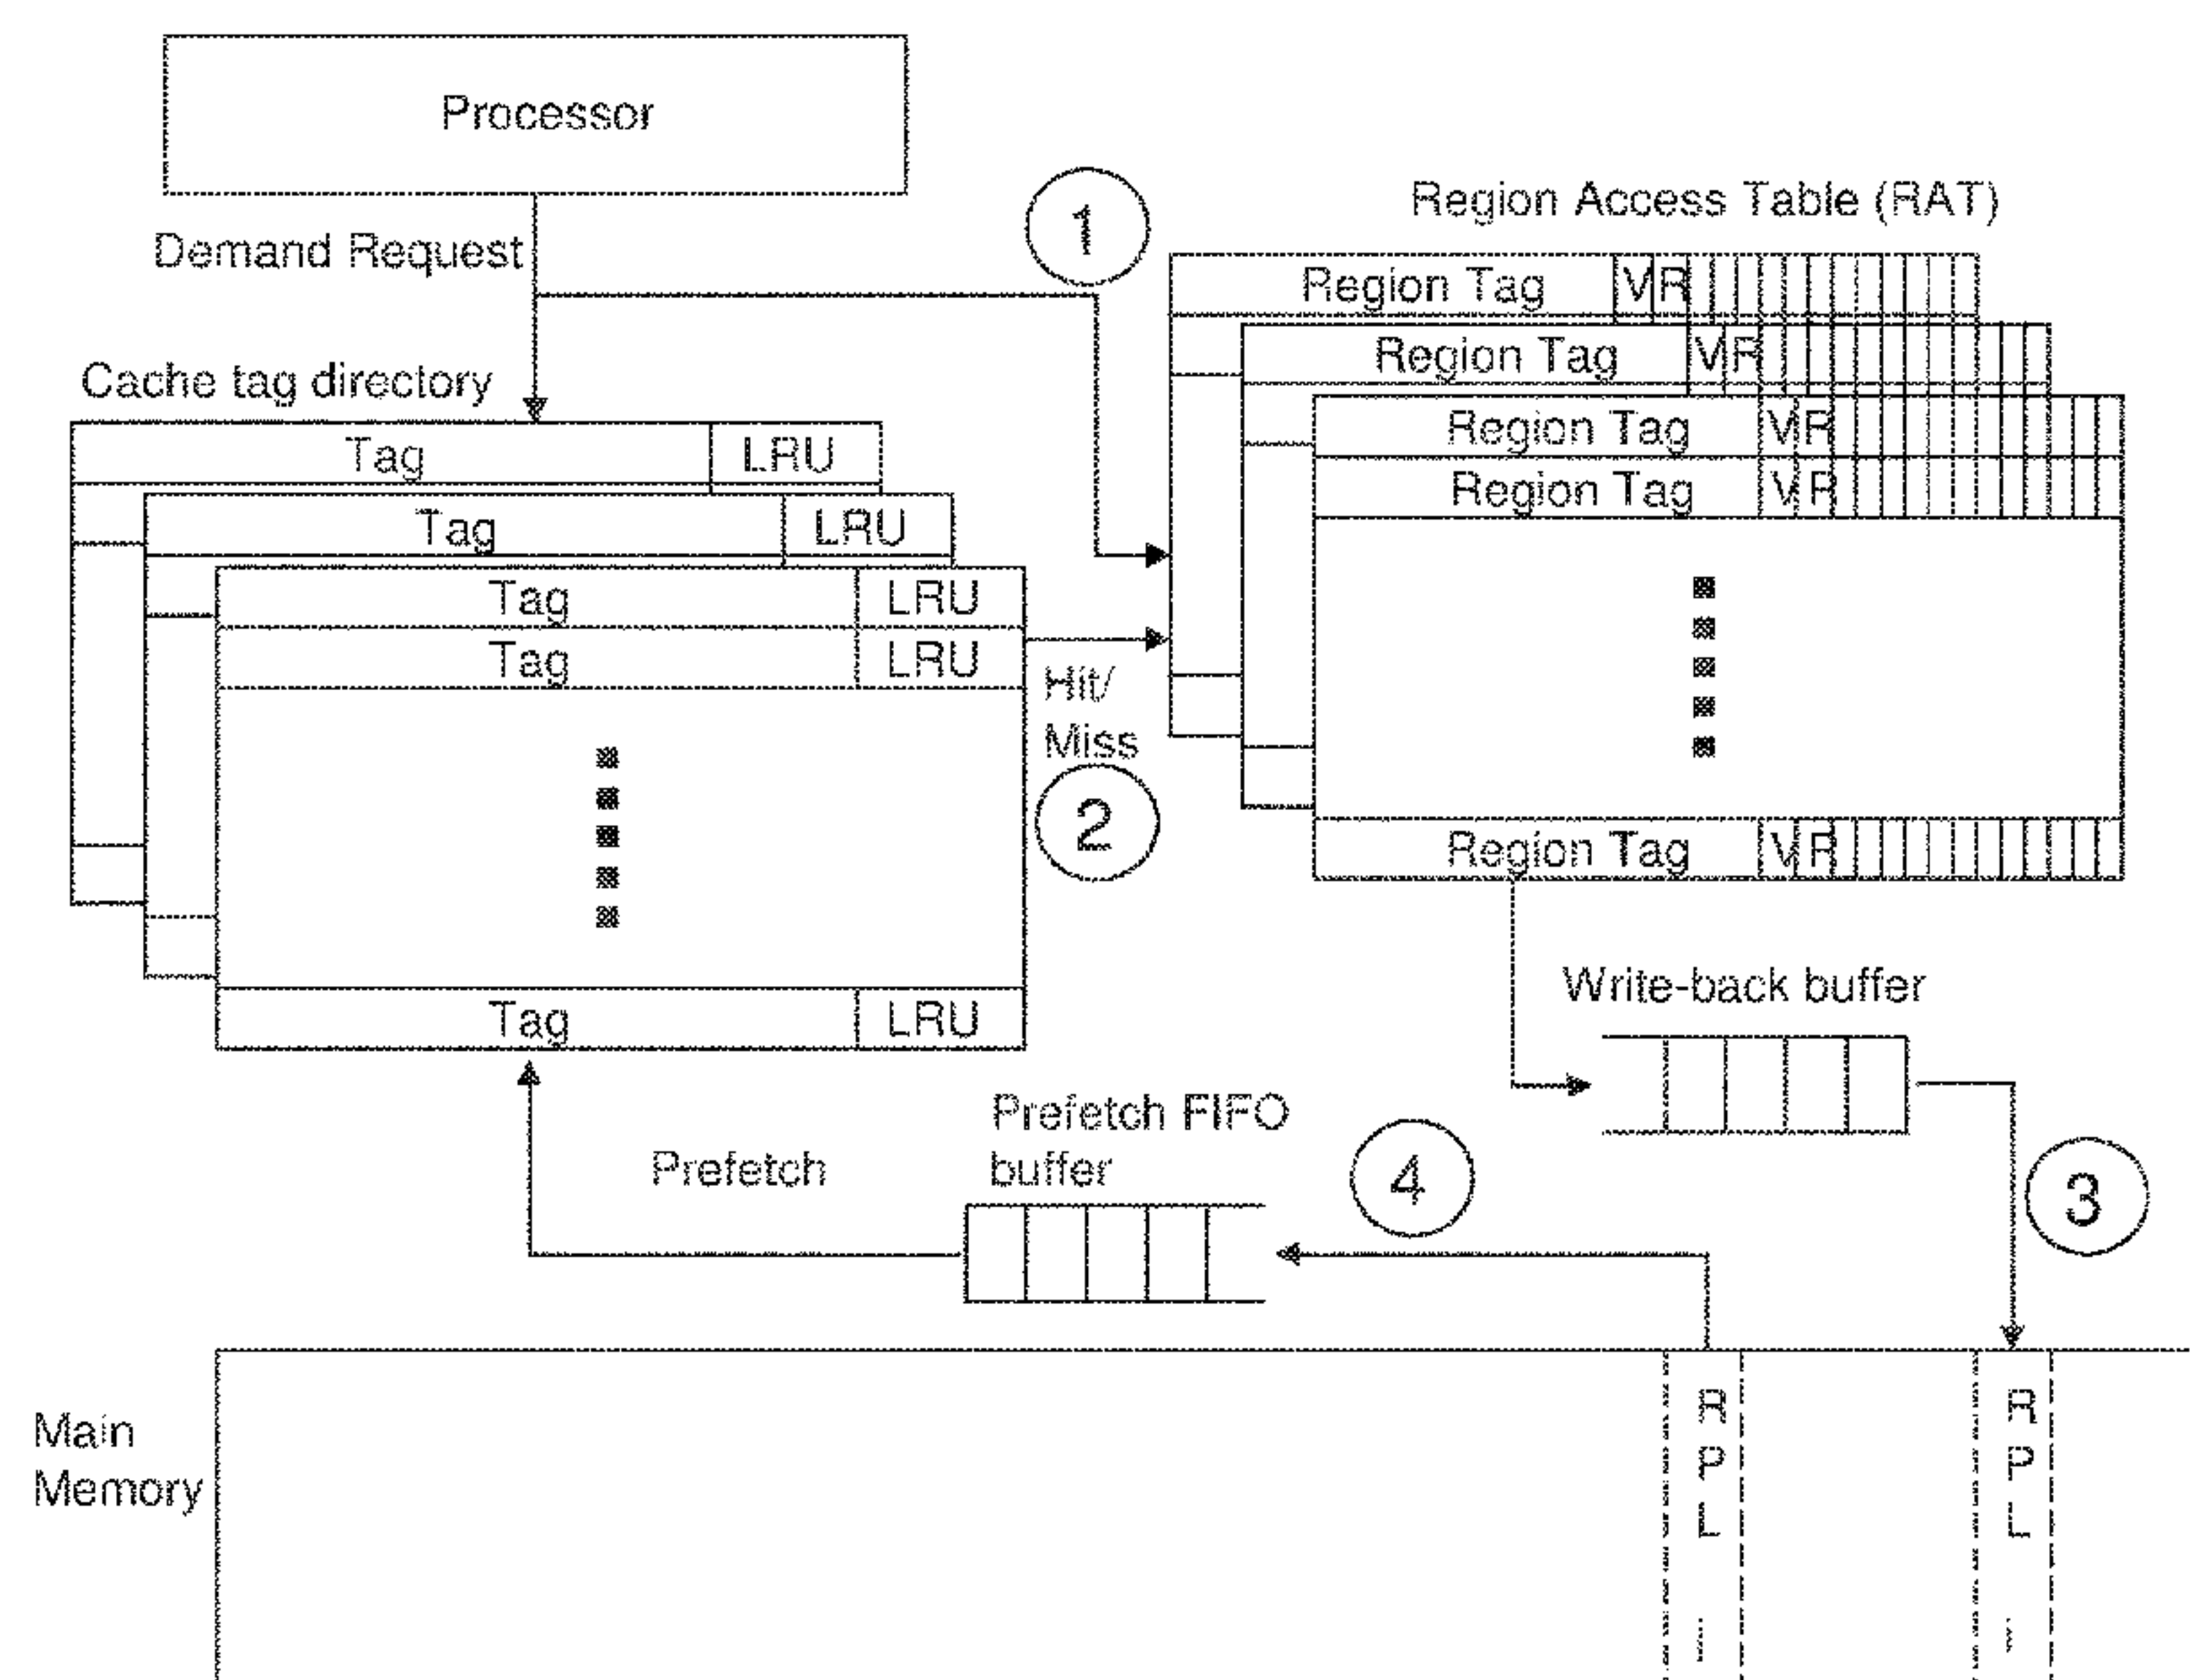 Processor
Demand Request
1
Region Access Table (RAT)
Region Tag V R
Region Tag V R
Region Tag V R
Region Tag V R
Region Tag V R
Cache tag directory
Tag LRU
Tag LRU
Tag LRU
Tag LRU
Tag LRU
Hit/
Miss
2
Write-back buffer
3
Prefetch FIFO
buffer
Prefetch
4
Main
Memory
R
P
L
R
P
L